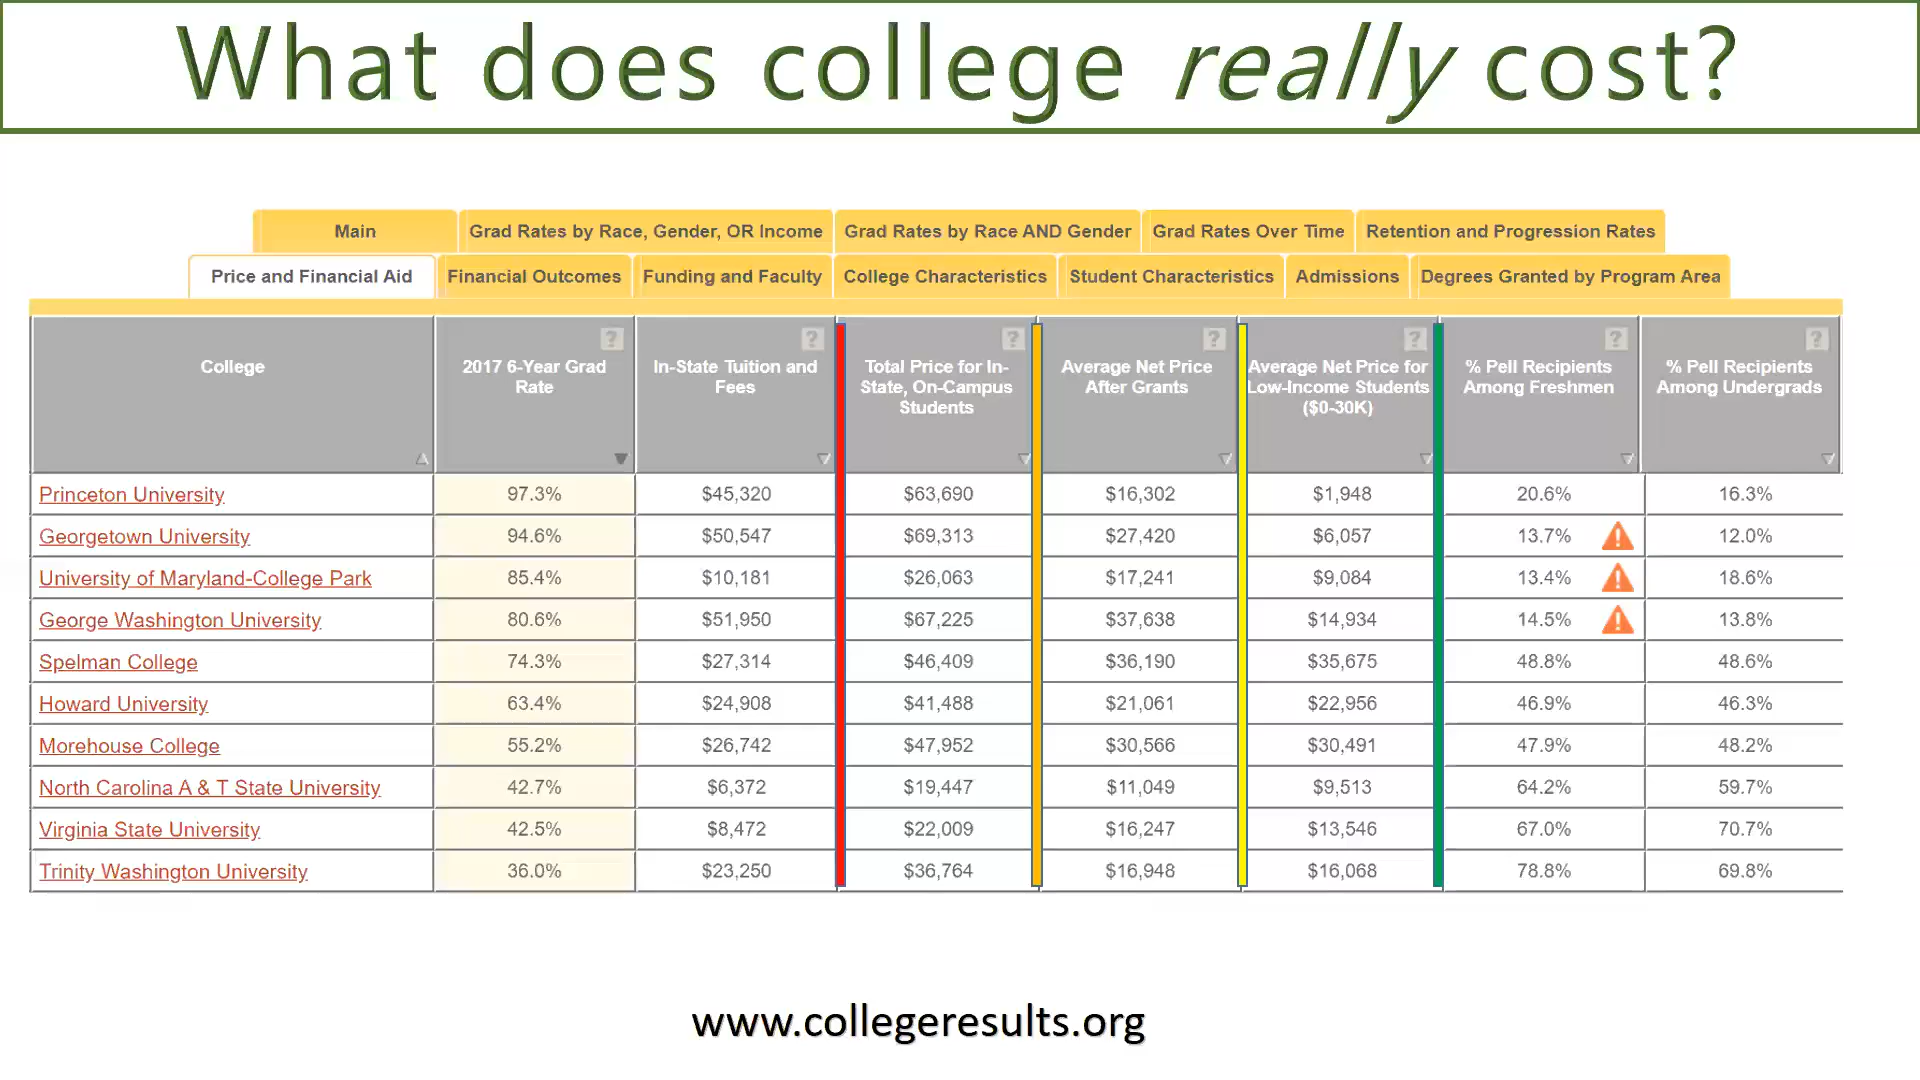 What does college really cost?
Main Grad Rates by Race, Gender, OR Income Grad Rates by Race AND Gender Grad Rates Over Time Retention and Progression Rates
Price and Financial Aid Financial Outcomes Funding and Faculty College Characteristics Student Characteristics Admissions Degrees Granted by Program Area
College
2017 6-Year Grad
Rate
In-State Tuition and
Fees
Total Price for In-
State, On-Campus
Students
Average Net Price
After Grants
Average Net Price for
Low-Income Students
($0-30K)
% Pell Recipients
Among Freshmen
% Pell Recipients
Among Undergrads
? ? ? ? ? ? ?
Princeton University 97.3% $45,320 $63,690 $16,302 $1,948 20.6% 16.3%
Georgetown University 94.6% $50,547 $69,313 $27,420 $6,057 13.7% ! 12.0%
University of Maryland-College Park 85.4% $10,181 $26,063 $17,241 $9,084 13.4% ! 18.6%
George Washington University 80.6% $51,950 $67,225 $37,638 $14,934 14.5% ! 13.8%
Spelman College 74.3% $27,314 $46,409 $36,190 $35,675 48.8% 48.6%
Howard University 63.4% $24,908 $41,488 $21,061 $22,956 46.9% 46.3%
Morehouse College 55.2% $26,742 $47,952 $30,566 $30,491 47.9% 48.2%
North Carolina A & T State University 42.7% $6,372 $19,447 $11,049 $9,513 64.2% 59.7%
Virginia State University 42.5% $8,472 $22,009 $16,247 $13,546 67.0% 70.7%
Trinity Washington University 36.0% $23,250 $36,764 $16,948 $16,068 78.8% 69.8%
www.collegeresults.org